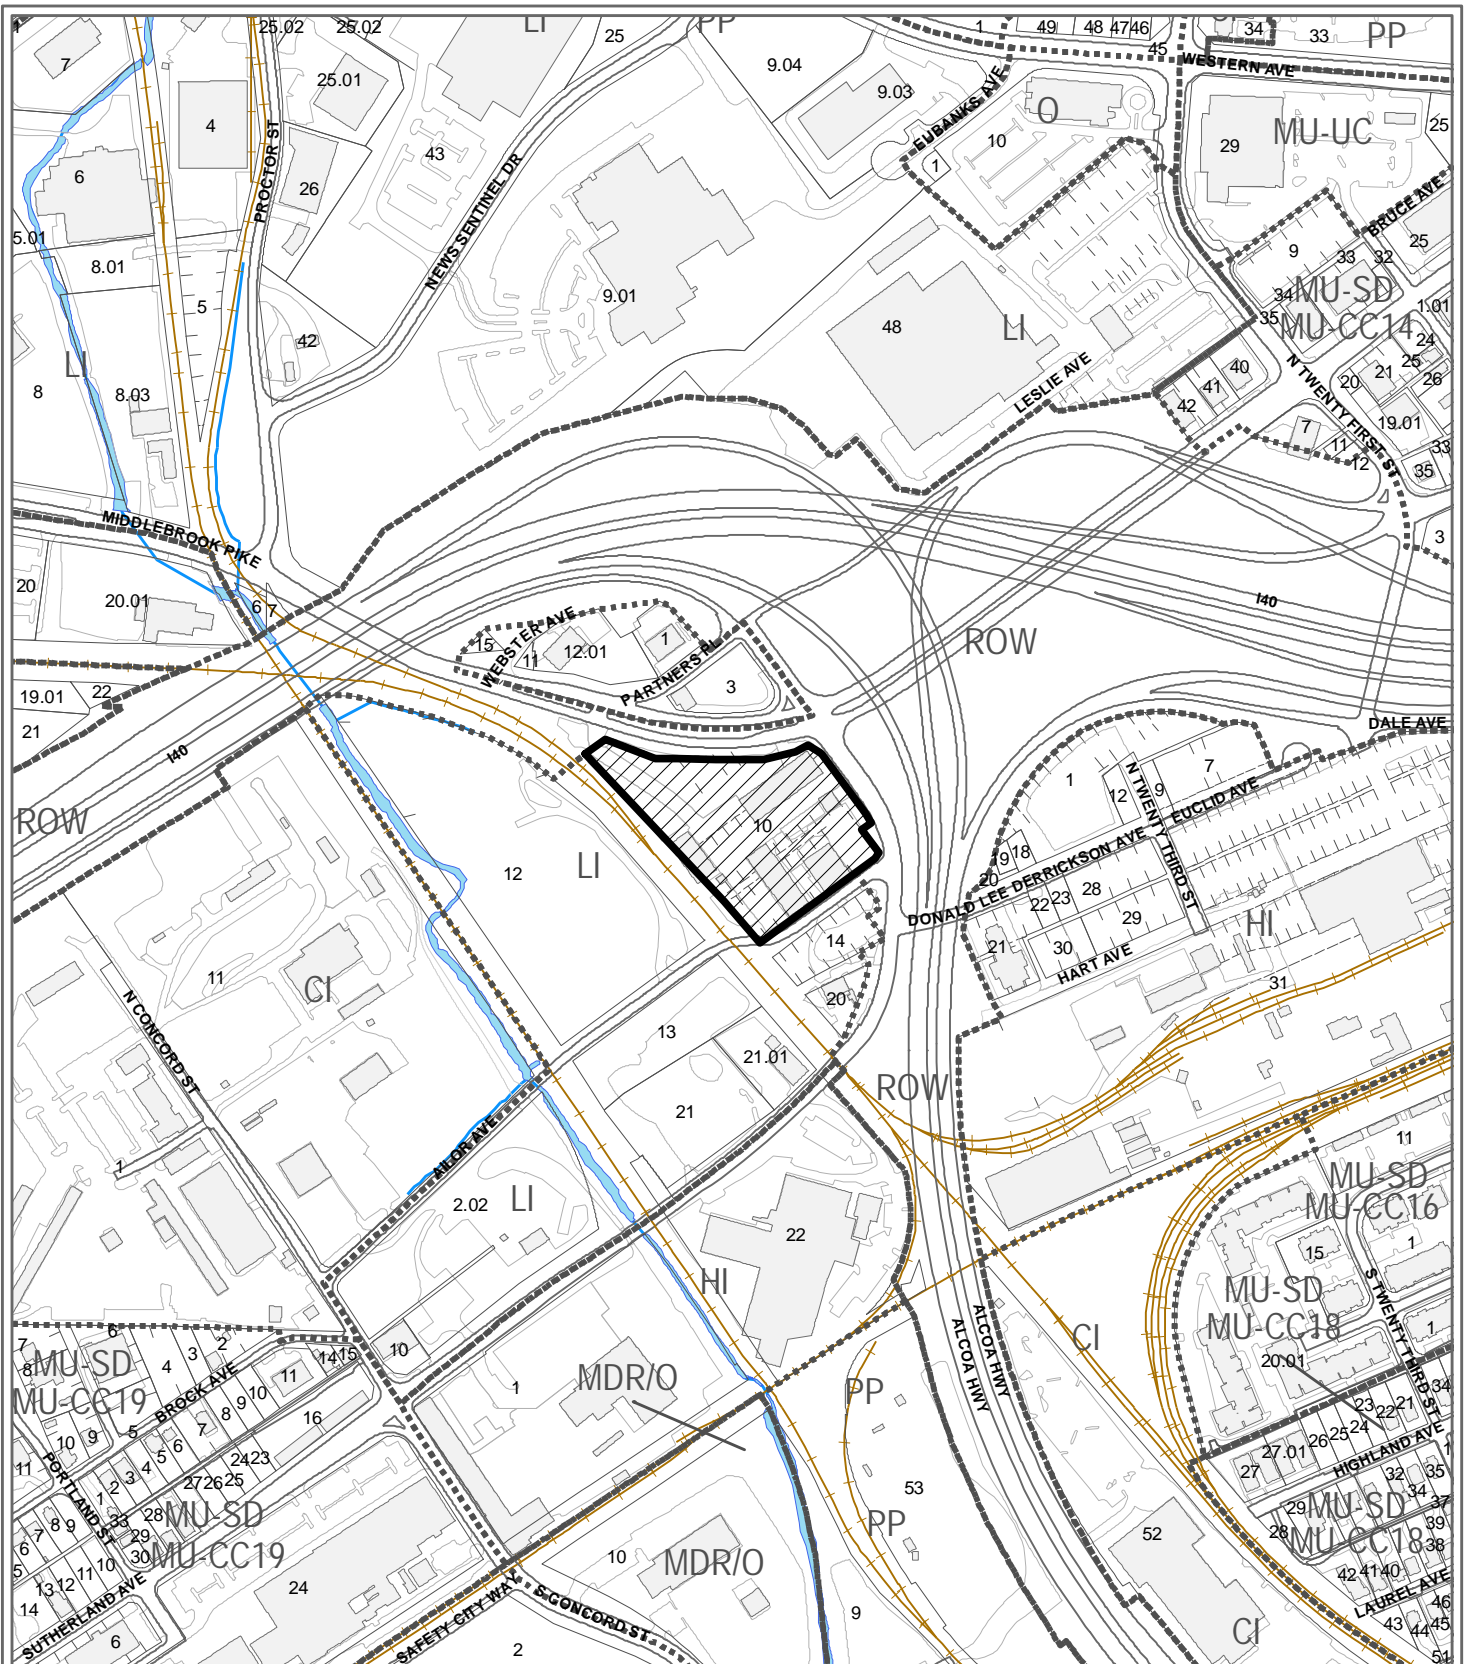 1
25.02
25.02
LI
25
PP
1
49
48
47
46
45
34
33
PP
7
25.01
9.04
9.03
EUBANKS AVE
WESTERN AVE
4
PROCTOR ST
43
O
10
29
MU-UC
25
6
26
1
NEWS SENTINEL DR
BRUCE AVE
5.01
8.01
5
9.01
9
33
32
25
34
MU-SD
MU-CC14
35
1.01
42
48
LI
24
25
26
LI
8
8.03
LESLIE AVE
40
41
42
N TWENTY FIRST ST
20
21
19.01
7
11
12
33
35
MIDDLEBROOK PIKE
3
20
20.01
6
7
I40
15
WEBSTER AVE
11
12.01
1
PARTNERS PL
3
ROW
19.01
22
21
I40
DALE AVE
1
12
N TWENTY THIRD ST
9
7
EUCLID AVE
ROW
10
12
LI
19
18
20
DONALD LEE DERRICKSON AVE
22
23
28
29
HI
14
21
30
HART AVE
11
CI
20
31
N CONCORD ST
13
21.01
ROW
21
1
AILOR AVE
2.02
LI
22
HI
11
MU-SD
MU-CC16
15
1
MU-SD
MU-CC18
S TWENTY THIRD ST
1
20.01
ALCOA HWY
ALCOA HWY
CI
7
8
6
MU-SD
MU-CC19
4
3
2
BROCK AVE
11
14
15
10
1
MDR/O
PP
10
9
8
7
16
5
10
9
6
5
4
3
2
1
24
23
27
26
25
11
PORTLAND ST
33
28
29
30
MU-SD
MU-CC19
8
9
7
6
5
13
12
11
10
14
SUTHERLAND AVE
6
24
SAFETY CITY WAY
S CONCORD ST
10
MDR/O
2
9
53
PP
52
CI
34
23
22
21
24
25
26
27.01
27
HIGHLAND AVE
1
35
32
34
37
29
28
MU-SD
MU-CC18
39
38
42
41
40
LAUREL AVE
46
45
43
44
51